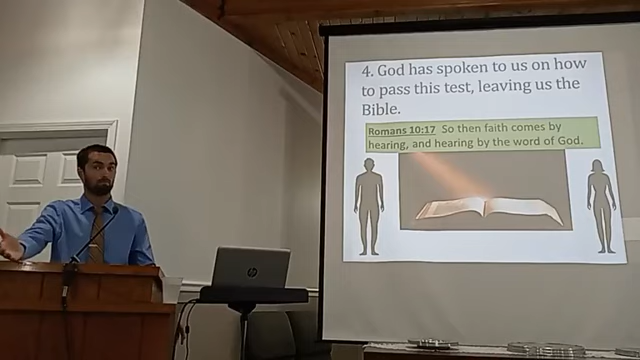 4. God has spoken to us on how
to pass this test, leaving us the
Bible.
Romans 10:17 So then faith comes by
hearing, and hearing by the word of God.
hp